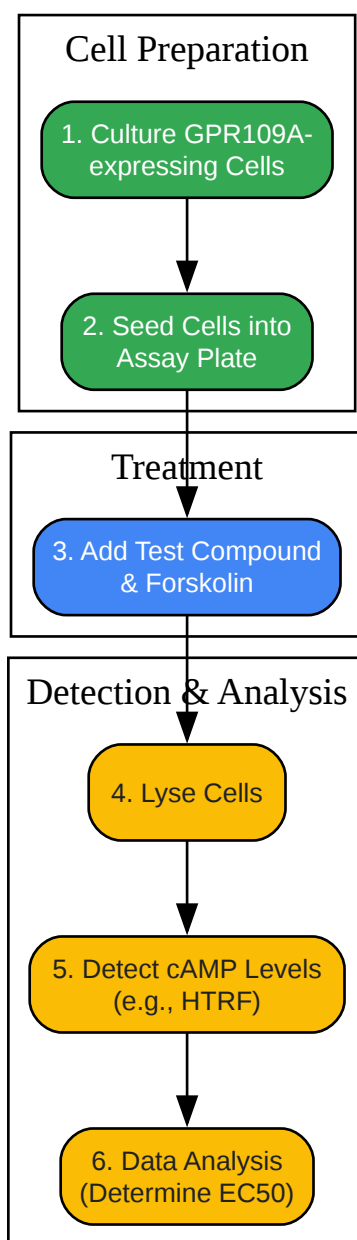 Cell Preparation
1. Culture GPR109A-
expressing Cells
2. Seed Cells into
Assay Plate
Treatment
3. Add Test Compound
& Forskolin
Detection & Analysis
4. Lyse Cells
5. Detect cAMP Levels
(e.g., HTRF)
6. Data Analysis
(Determine EC50)